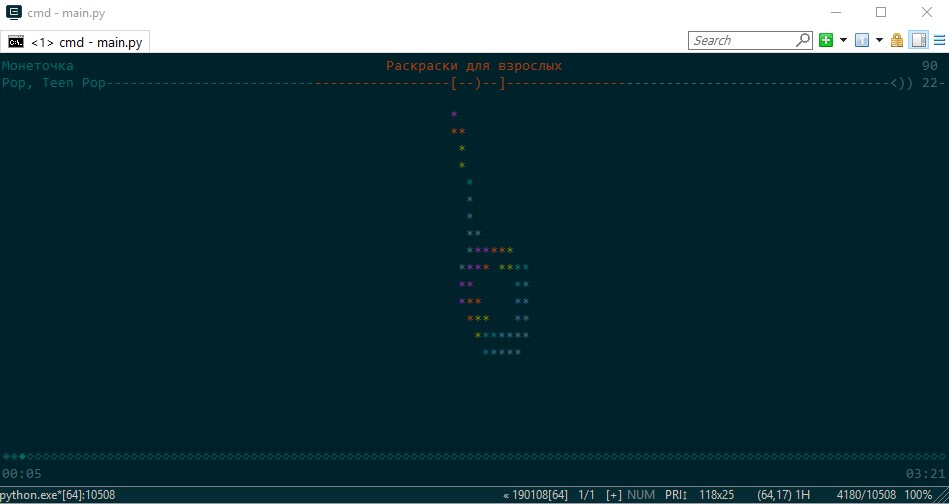 cmd - main.py
<1> cmd - main.py
Search
Монеточка Раскраски для взрослых 90
Pop, Teen Pop [--)--] <)) 22-
00:05 03:21
python.exe*[64]:10508 « 190108[64] 1/1 [+] NUM PRI↕ 118x25 (64,17) 1H 4180/10508 100%